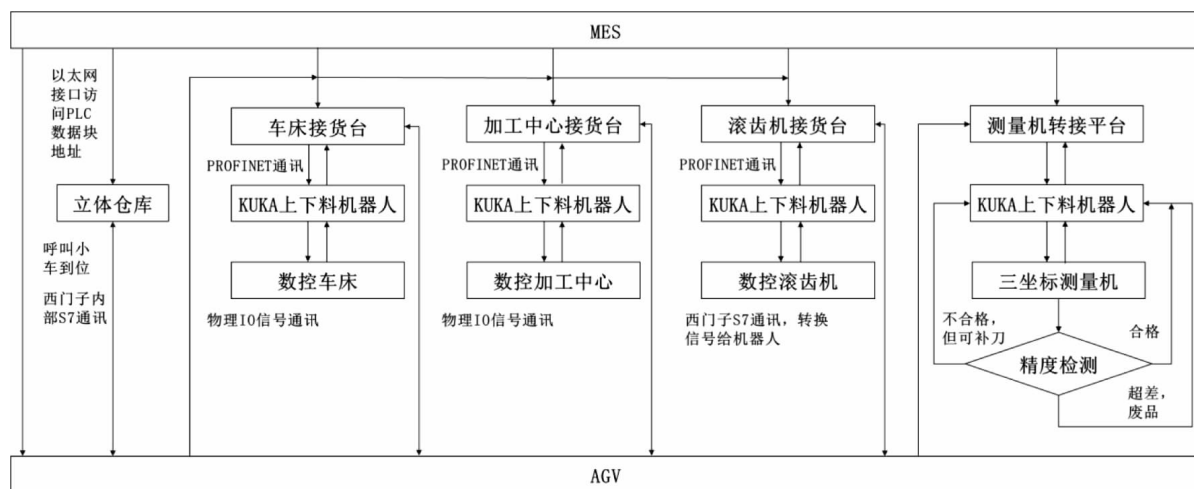 MES
以太网
接口访
问PLC
数据块
地址
立体仓库
呼叫小
车到位
西门子内
部S7通讯
车床接货台
PROFINET通讯
KUKA上下料机器人
数控车床
物理IO信号通讯
加工中心接货台
PROFINET通讯
KUKA上下料机器人
数控加工中心
物理IO信号通讯
滚齿机接货台
PROFINET通讯
KUKA上下料机器人
数控滚齿机
西门子S7通讯，转换
信号给机器人
测量机转接平台
KUKA上下料机器人
三坐标测量机
不合格，
但可补刀
合格
精度检测
超差，
废品
AGV